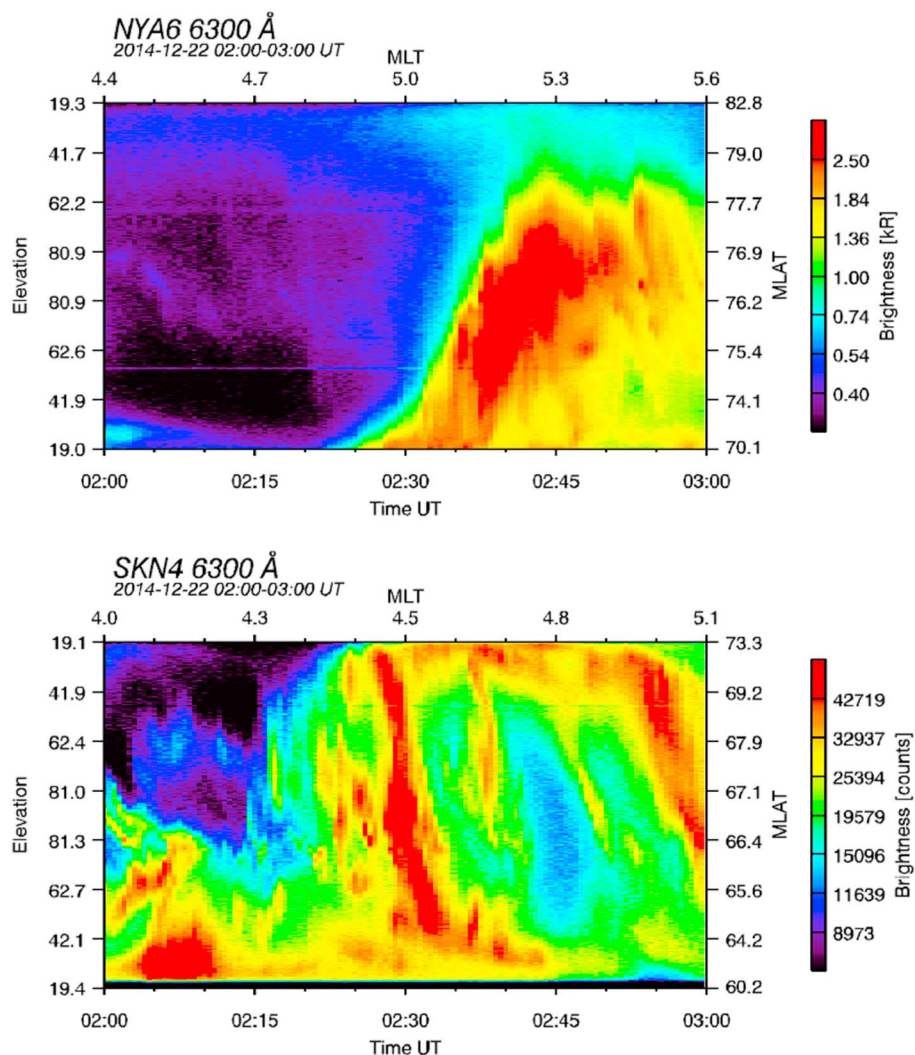 NYA6 6300 Å
2014-12-22 02:00-03:00 UT
MLT
4.4 4.7 5.0 5.3 5.6
19.3 82.8
41.7 79.0
62.2 77.7
80.9 76.9
80.9 76.2
62.6 75.4
41.9 74.1
19.0 70.1
Elevation
MLAT
02:00 02:15 02:30 02:45 03:00
Time UT
2.50
1.84
1.36
1.00
0.74
0.54
0.40
Brightness [kR]
SKN4 6300 Å
2014-12-22 02:00-03:00 UT
MLT
4.0 4.3 4.5 4.8 5.1
19.1 73.3
41.9 69.2
62.4 67.9
81.0 67.1
81.3 66.4
62.7 65.6
42.1 64.2
19.4 60.2
Elevation
MLAT
02:00 02:15 02:30 02:45 03:00
Time UT
42719
32937
25394
19579
15096
11639
8973
Brightness [counts]